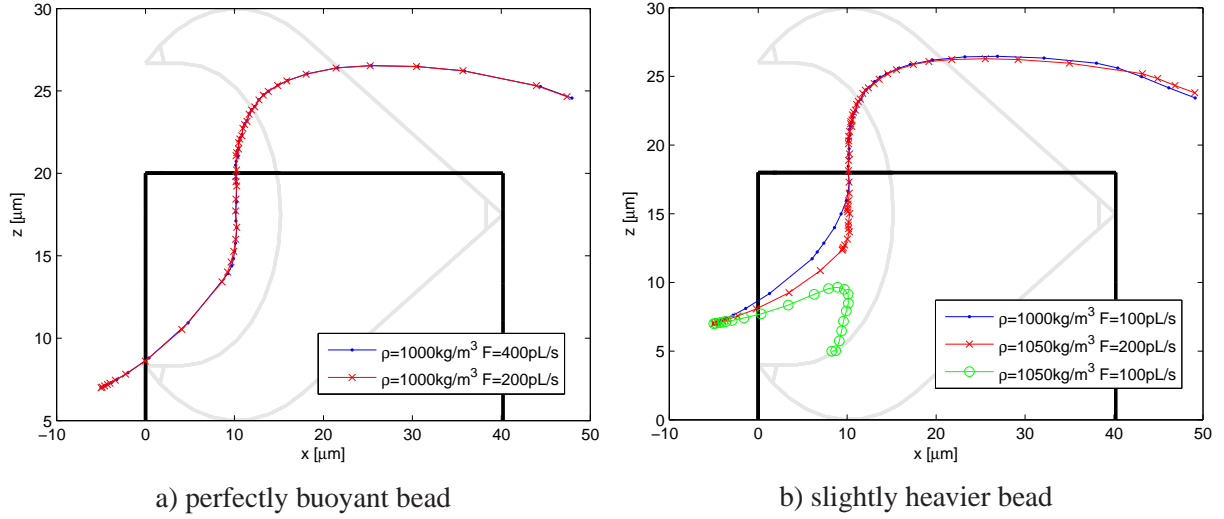 30
25
20
15
10
5
z [μm]
−10
0
10
20
30
40
50
x [μm]
ρ=1000kg/m³ F=400pL/s
ρ=1000kg/m³ F=200pL/s
a) perfectly buoyant bead
30
25
20
15
10
5
0
z [μm]
−10
0
10
20
30
40
50
x [μm]
ρ=1000kg/m³ F=100pL/s
ρ=1050kg/m³ F=200pL/s
ρ=1050kg/m³ F=100pL/s
b) slightly heavier bead